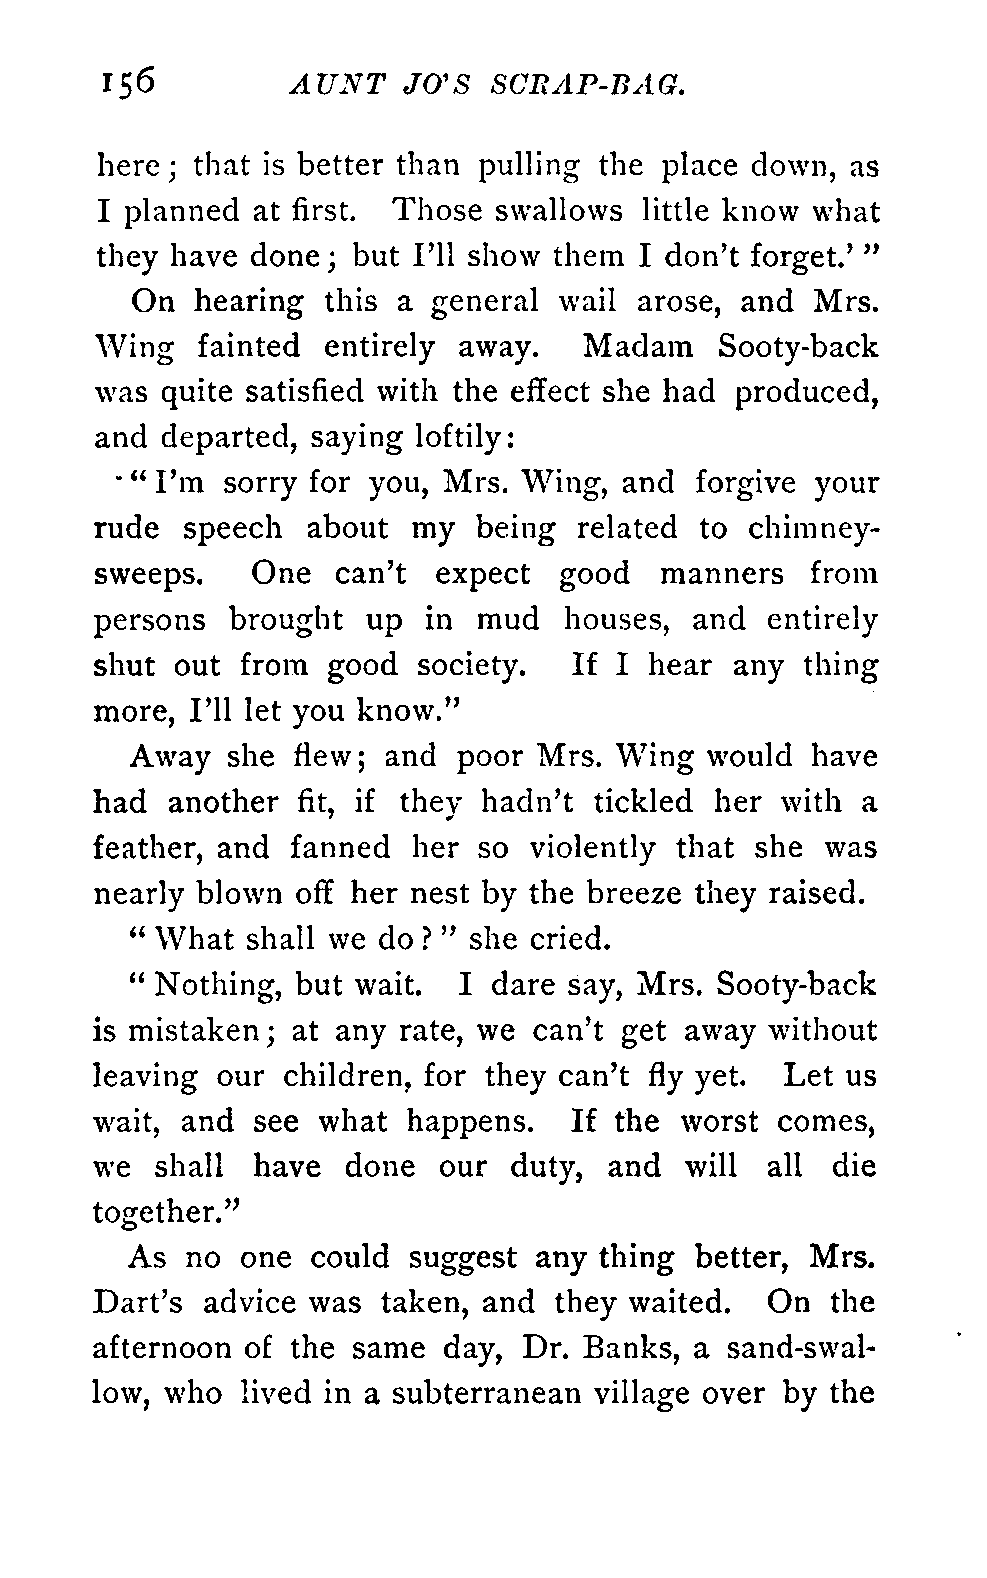 156 AUNT JO'S SCRAP-BAG.
here; that is better than pulling the place down, as
I planned at first. Those swallows little know what
they have done; but I'll show them I don't forget.' "
On hearing this a general wail arose, and Mrs.
Wing fainted entirely away. Madam Sooty-back
was quite satisfied with the effect she had produced,
and departed, saying loftily:
"I'm sorry for you, Mrs. Wing, and forgive your
rude speech about my being related to chimney-
sweeps. One can't expect good manners from
persons brought up in mud houses, and entirely
shut out from good society. If I hear any thing
more, I'll let you know."
Away she flew; and poor Mrs. Wing would have
had another fit, if they hadn't tickled her with a
feather, and fanned her so violently that she was
nearly blown off her nest by the breeze they raised.
"What shall we do?" she cried.
"Nothing, but wait. I dare say, Mrs. Sooty-back
is mistaken; at any rate, we can't get away without
leaving our children, for they can't fly yet. Let us
wait, and see what happens. If the worst comes,
we shall have done our duty, and will all die
together."
As no one could suggest any thing better, Mrs.
Dart's advice was taken, and they waited. On the
afternoon of the same day, Dr. Banks, a sand-swal-
low, who lived in a subterranean village over by the